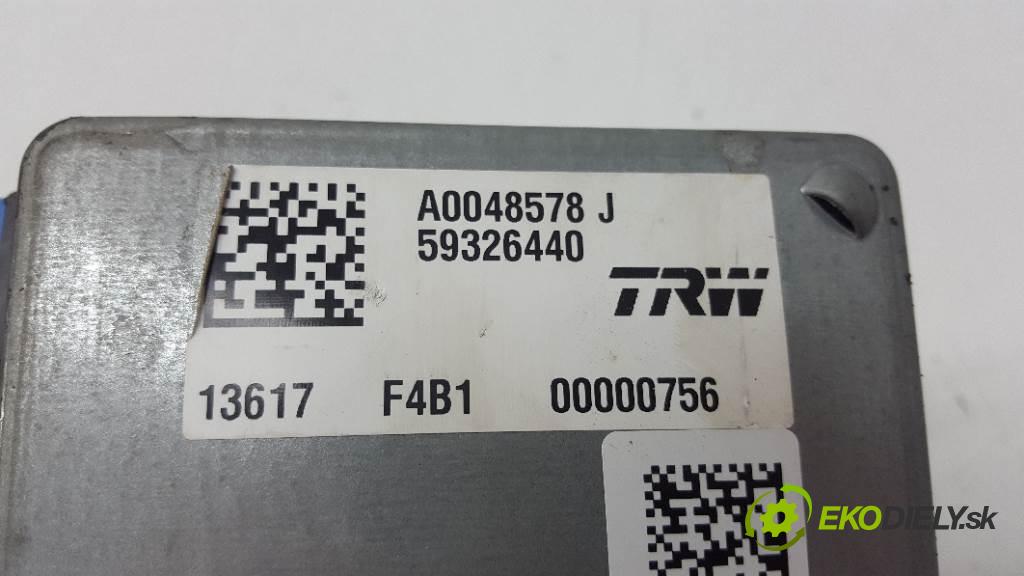 A0048578 J
59326440
TRW
13617 F4B1 00000756
EKODIELY.sk